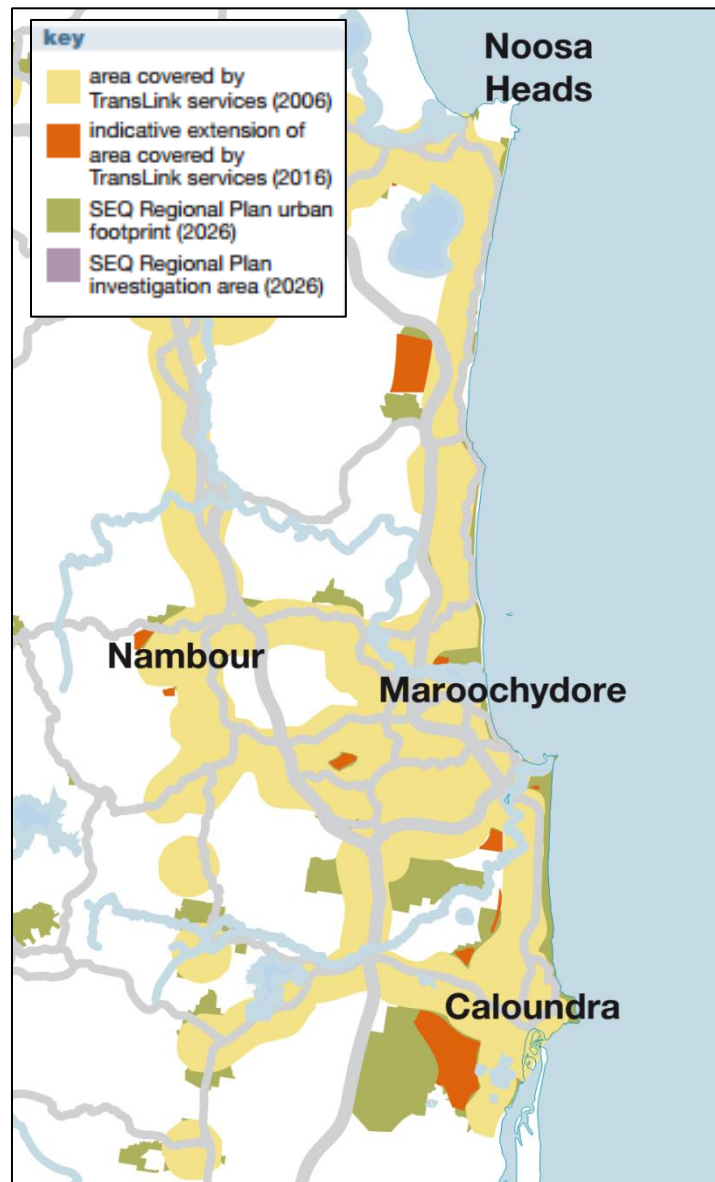 key
area covered by
TransLink services (2006)
indicative extension of
area covered by
TransLink services (2016)
SEQ Regional Plan urban
footprint (2026)
SEQ Regional Plan
investigation area (2026)
Noosa
Heads
Nambour
Maroochydore
Caloundra